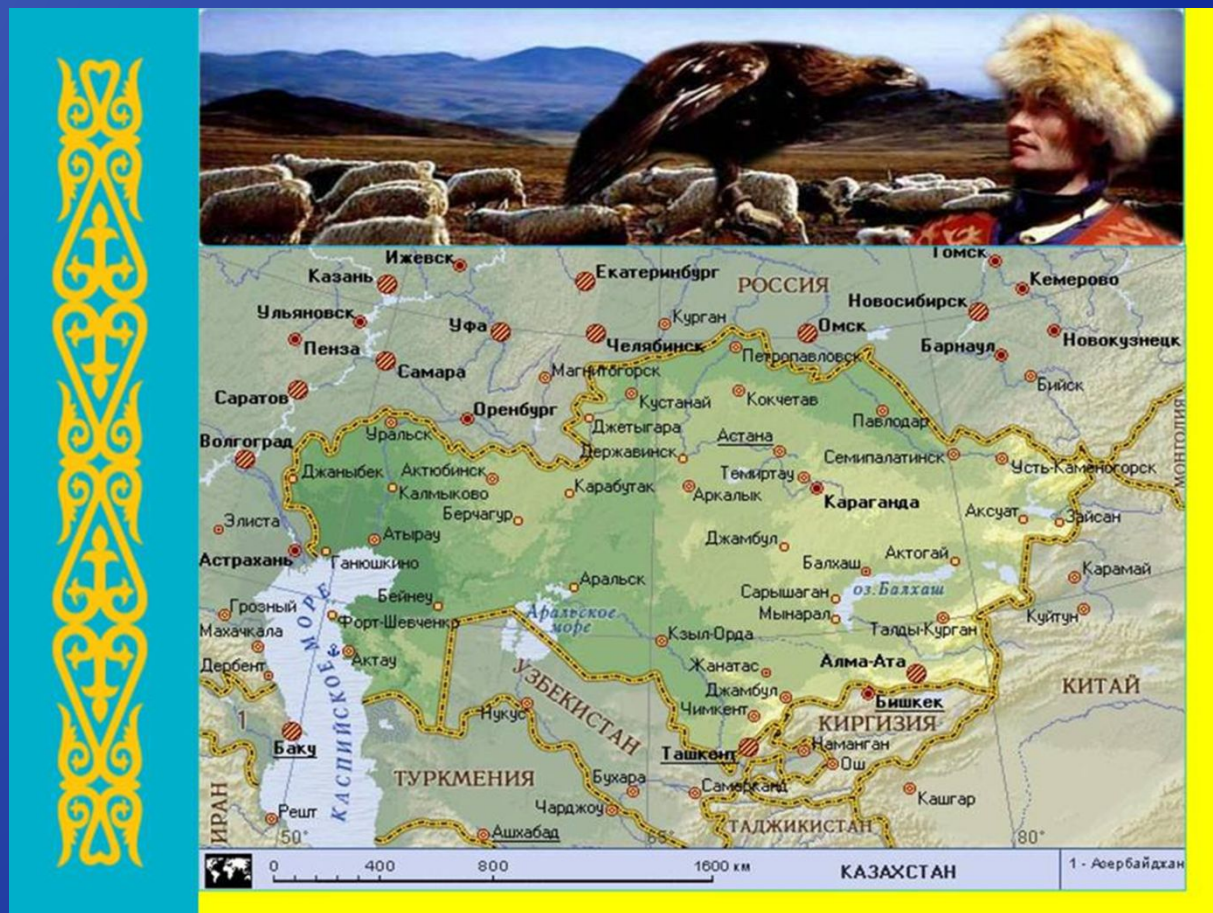 Ижевск
Казань
Екатеринбург
РОССИЯ
Томск
Кемерово
Новосибирск
Ульяновск
Уфа
Курган
Омск
Пенза
Челябинск
Барнаул
Новокузнецк
Самара
Магнитогорск
Петропавловск
Бийск
Саратов
Оренбург
Кустанай
Кокчетав
МОНГОЛИЯ
Волгоград
Уральск
Джетыгара
Павлодар
Астана
Державинск
Семипалатинск
Усть-Каменогорск
Джаныбек
Актюбинск
Темиртау
Калмыково
Карабутак
Аркалык
Караганда
Берчагур
Аксуат
Зайсан
Элиста
Атырау
Джамбул
Актогай
Астрахань
Ганюшкино
Балхаш
Карамай
Аральск
Сарышаган
оз. Балхаш
Бейнеу
Грозный
Форт-Шевченко
Аральское
море
Мынарал
Куйтун
Махачкала
Кзыл-Орда
Талды-Курган
КАСПИЙСКОЕ МОРЕ
Дербент
Актау
УЗБЕКИСТАН
Жанатас
Алма-Ата
Джамбул
КИТАЙ
1
Нукус
Чимкент
Бишкек
КИРГИЗИЯ
Баку
Ташкент
Наманган
Ош
ТУРКМЕНИЯ
Бухара
Самарканд
Кашгар
ИРАН
Решт
Чарджоу
ТАДЖИКИСТАН
50°
Ашхабад
65°
80°
0 400 800 1600 км
КАЗАХСТАН
1 - Азербайджан